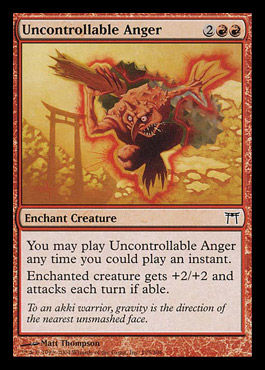 Uncontrollable Anger 2
Enchant Creature
You may play Uncontrollable Anger
any time you could play an instant.
Enchanted creature gets +2/+2 and
attacks each turn if able.
To an akki warrior, gravity is the direction of
the nearest unsmashed face.
Matt Thompson